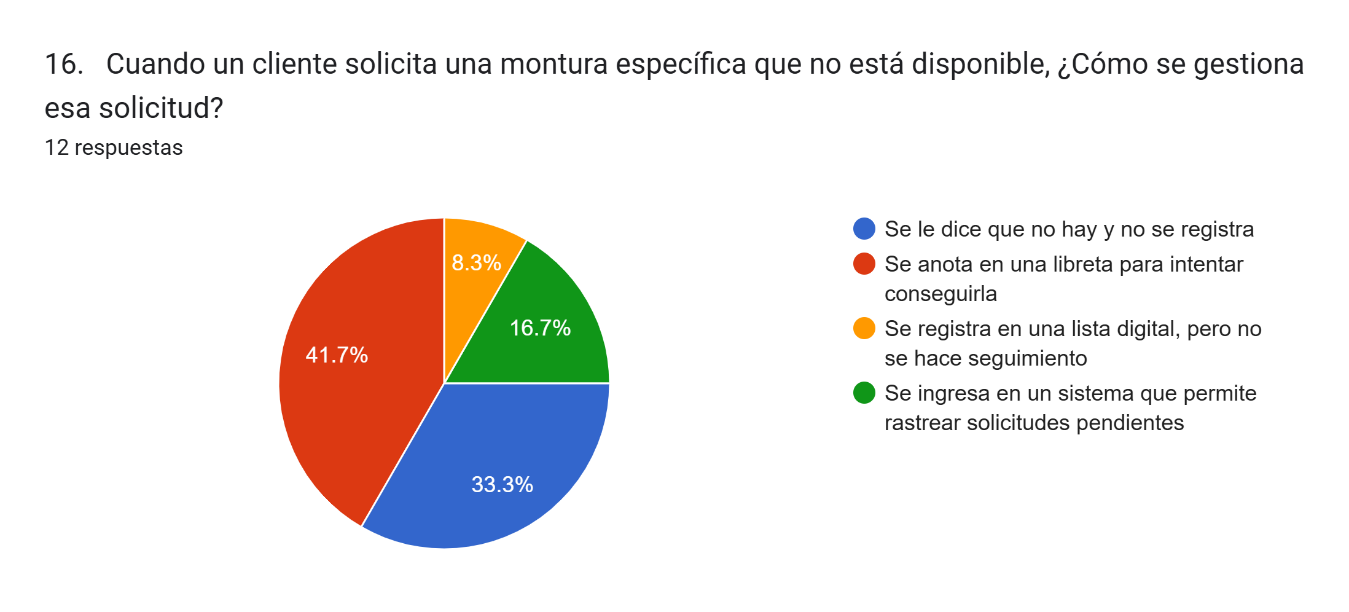 16. Cuando un cliente solicita una montura específica que no está disponible, ¿Cómo se gestiona
esa solicitud?
12 respuestas
8.3%
16.7%
41.7%
33.3%
Se le dice que no hay y no se registra
Se anota en una libreta para intentar
conseguirla
Se registra en una lista digital, pero no
se hace seguimiento
Se ingresa en un sistema que permite
rastrear solicitudes pendientes